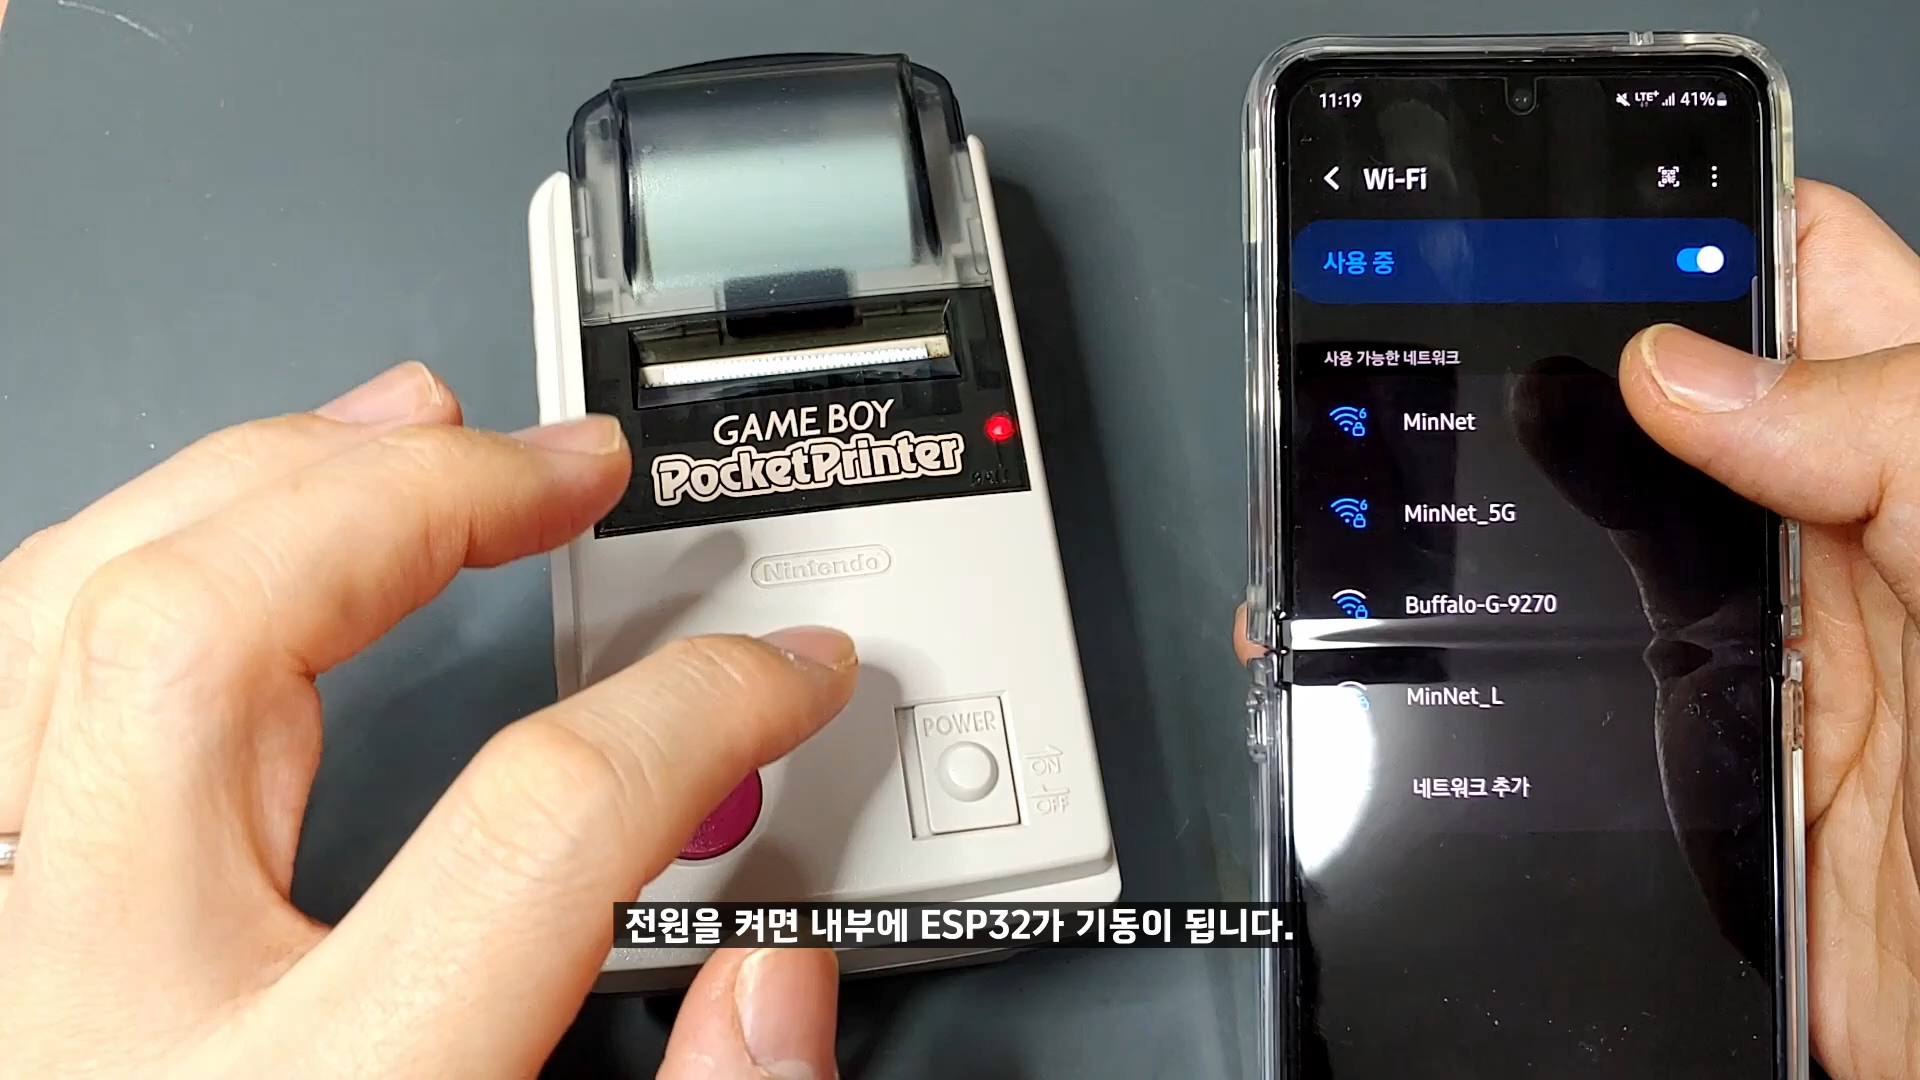 GAME BOY
PocketPrinter
Nintendo
POWER
ON
OFF
11:19
LTE+
41%
Wi-Fi
사용 중
사용 가능한 네트워크
MinNet
MinNet_5G
Buffalo-G-9270
MinNet_L
네트워크 추가
전원을 켜면 내부에 ESP32가 기동이 됩니다.